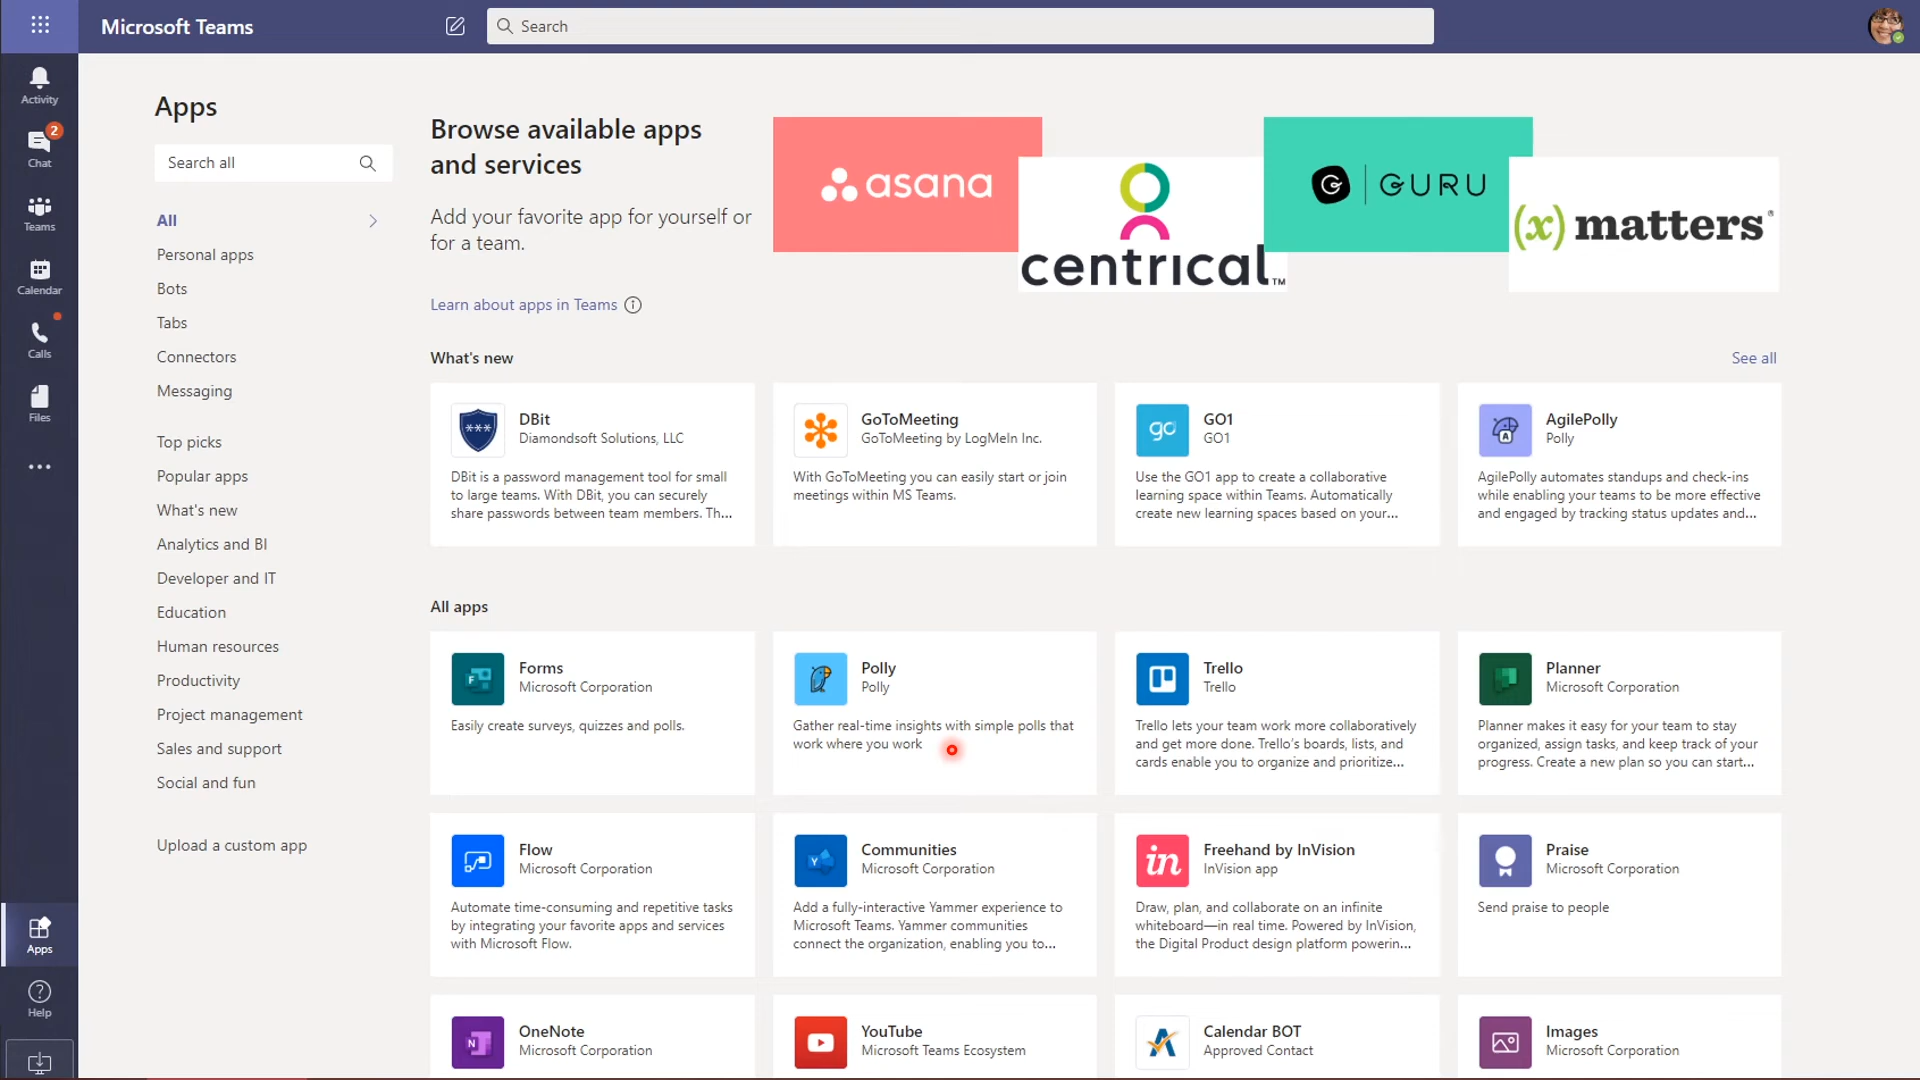 Microsoft Teams
Search
Activity
2
Chat
Teams
Calendar
Calls
Files
Apps
Help
Apps
Search all
All
Personal apps
Bots
Tabs
Connectors
Messaging
Top picks
Popular apps
What's new
Analytics and BI
Developer and IT
Education
Human resources
Productivity
Project management
Sales and support
Social and fun
Upload a custom app
Browse available apps
and services
Add your favorite app for yourself or
for a team.
Learn about apps in Teams
asana
centrical™
GURU
(x) matters®
What's new
See all
DBit
Diamondsoft Solutions, LLC
DBit is a password management tool for small
to large teams. With DBit, you can securely
share passwords between team members. Th...
GoToMeeting
GoToMeeting by LogMeIn Inc.
With GoToMeeting you can easily start or join
meetings within MS Teams.
go
GO1
GO1
Use the GO1 app to create a collaborative
learning space within Teams. Automatically
create new learning spaces based on your...
A
AgilePolly
Polly
AgilePolly automates standups and check-ins
while enabling your teams to be more effective
and engaged by tracking status updates and...
All apps
F
Forms
Microsoft Corporation
Easily create surveys, quizzes and polls.
Polly
Polly
Gather real-time insights with simple polls that
work where you work
Trello
Trello
Trello lets your team work more collaboratively
and get more done. Trello's boards, lists, and
cards enable you to organize and prioritize...
Planner
Microsoft Corporation
Planner makes it easy for your team to stay
organized, assign tasks, and keep track of your
progress. Create a new plan so you can start...
Flow
Microsoft Corporation
Automate time-consuming and repetitive tasks
by integrating your favorite apps and services
with Microsoft Flow.
Y
Communities
Microsoft Corporation
Add a fully-interactive Yammer experience to
Microsoft Teams. Yammer communities
connect the organization, enabling you to...
in
Freehand by InVision
InVision app
Draw, plan, and collaborate on an infinite
whiteboard—in real time. Powered by InVision,
the Digital Product design platform powerin...
Praise
Microsoft Corporation
Send praise to people
N
OneNote
Microsoft Corporation
YouTube
Microsoft Teams Ecosystem
Calendar BOT
Approved Contact
Images
Microsoft Corporation